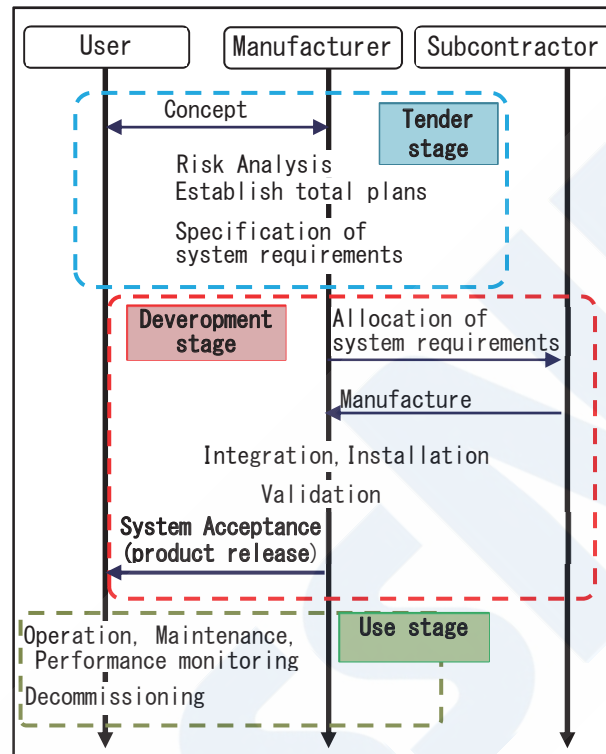 User
Manufacturer
Subcontractor
Concept
Tender
stage
Risk Analysis
Establish total plans
Specification of
system requirements
Deveropment
stage
Allocation of
system requirements
Manufacture
Integration, Installation
Validation
System Acceptance
(product release)
Use stage
Operation, Maintenance,
Performance monitoring
Decommissioning